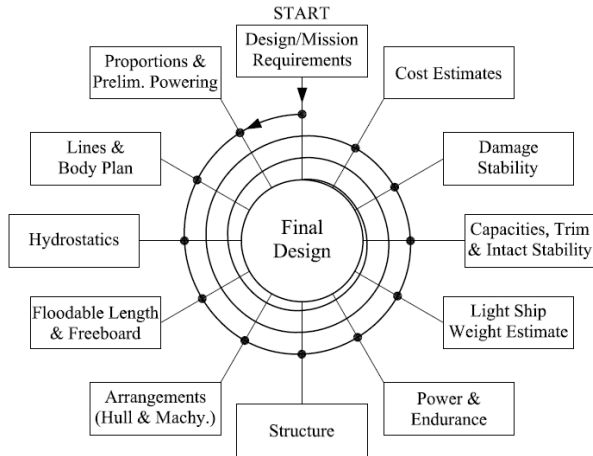 START
Design/Mission
Requirements
Proportions &
Prelim. Powering
Cost Estimates
Lines &
Body Plan
Damage
Stability
Hydrostatics
Final
Design
Capacities, Trim
& Intact Stability
Floodable Length
& Freeboard
Light Ship
Weight Estimate
Arrangements
(Hull & Machy.)
Structure
Power &
Endurance